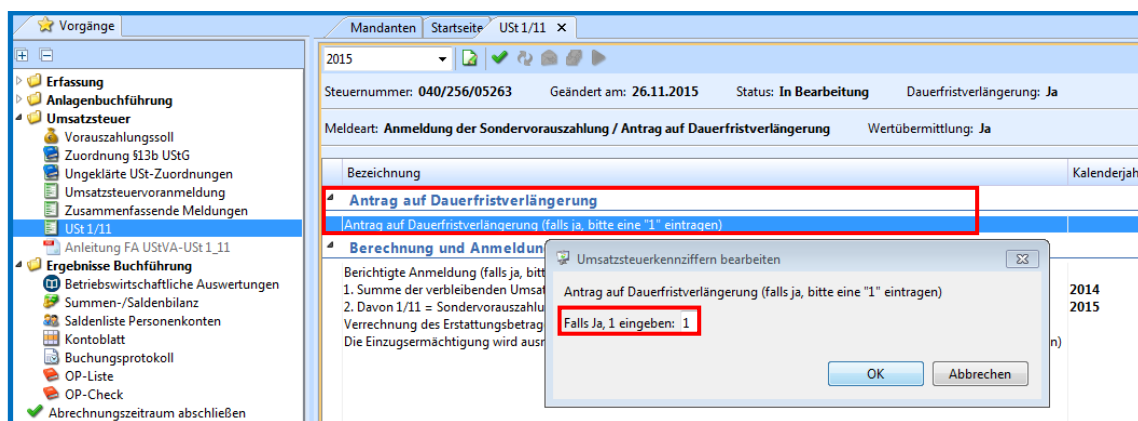 Vorgänge
Erfassung
Anlagenbuchführung
Umsatzsteuer
Vorauszahlungssoll
Zuordnung §13b UStG
Ungeklärte USt-Zuordnungen
Umsatzsteuervoranmeldung
Zusammenfassende Meldungen
USt 1/11
Anleitung FA UStVA-USt 1_11
Ergebnisse Buchführung
Betriebswirtschaftliche Auswertungen
Summen-/Saldenbilanz
Saldenliste Personenkonten
Kontoblatt
Buchungsprotokoll
OP-Liste
OP-Check
Abrechnungszeitraum abschließen
Mandanten Startseite USt 1/11
2015
Steuernummer: 040/256/05263 Geändert am: 26.11.2015 Status: In Bearbeitung Dauerfristverlängerung: Ja
Meldeart: Anmeldung der Sondervorauszahlung / Antrag auf Dauerfristverlängerung Wertübermittlung: Ja
Bezeichnung Kalenderjah
Antrag auf Dauerfristverlängerung
Antrag auf Dauerfristverlängerung (falls ja, bitte eine "1" eintragen)
Berechnung und Anmeldun
Berichtigte Anmeldung (falls ja, bitt
1. Summe der verbleibenden Umsat 2014
2. Davon 1/11 = Sondervorauszahlu 2015
Verrechnung des Erstattungsbetrag
Die Einzugsermächtigung wird ausn n)
Umsatzsteuerkennziffern bearbeiten
Antrag auf Dauerfristverlängerung (falls ja, bitte eine "1" eintragen)
Falls Ja, 1 eingeben: 1
OK Abbrechen